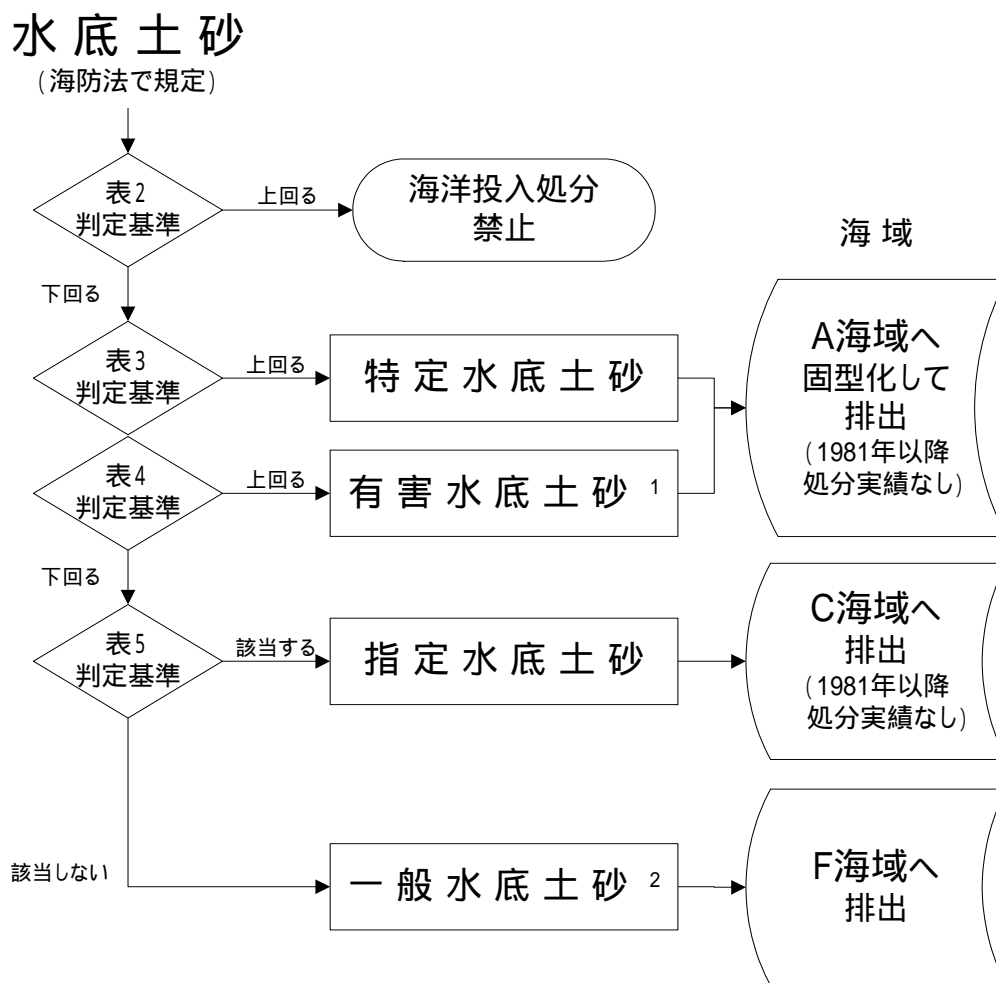 水底土砂
(海防法で規定)
表2
判定基準
上回る
海洋投入処分
禁止
海域
下回る
表3
判定基準
上回る
特定水底土砂
A海域へ
固型化して
排出
(1981年以降
処分実績なし)
表4
判定基準
上回る
有害水底土砂 1
下回る
表5
判定基準
該当する
指定水底土砂
C海域へ
排出
(1981年以降
処分実績なし)
該当しない
一般水底土砂 2
F海域へ
排出